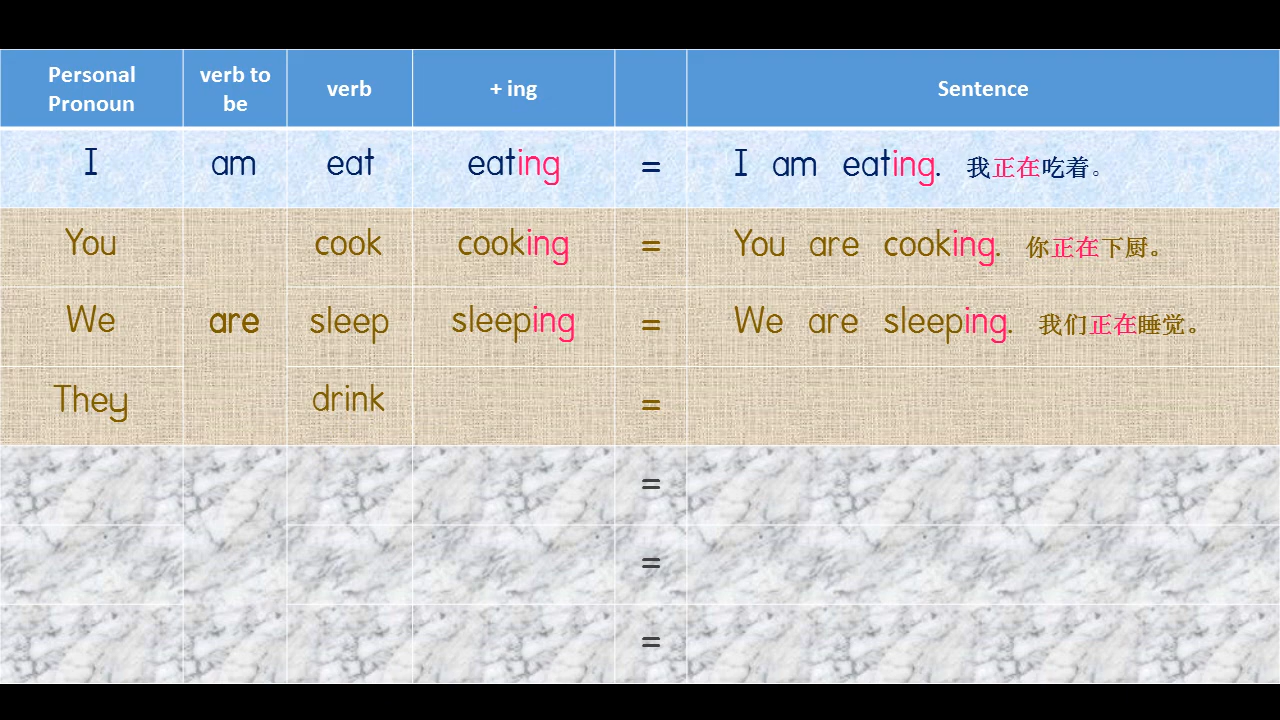 Personal Pronoun verb to be verb + ing Sentence
I am eat eating = I am eating. 我正在吃着。
You cook cooking = You are cooking. 你正在下厨。
We are sleep sleeping = We are sleeping. 我们正在睡觉。
They drink =
=
=
=